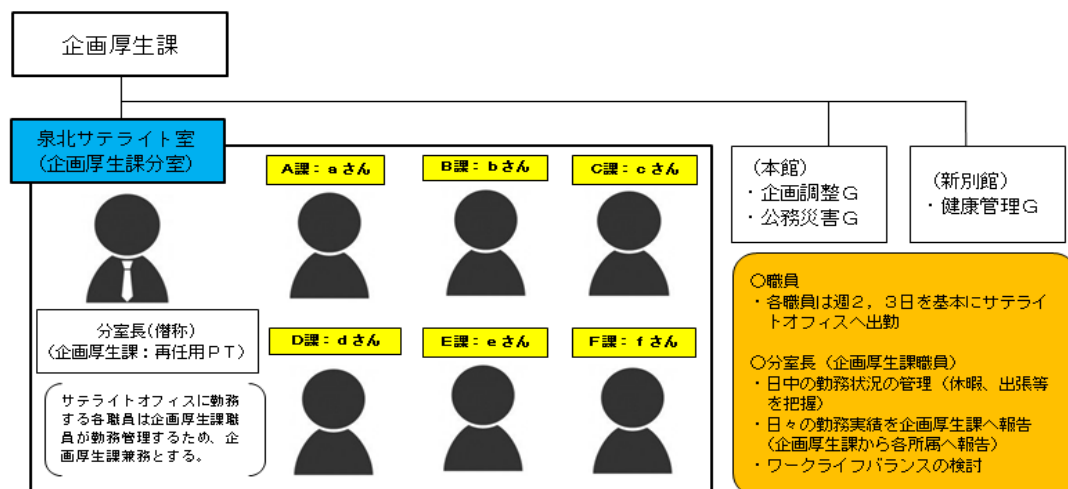 企画厚生課
泉北サテライト室
(企画厚生課分室)
A課:aさん
B課:bさん
C課:cさん
分室長(僭称)
(企画厚生課:再任用PT)
D課:dさん
E課:eさん
F課:fさん
サテライトオフィスに勤務
する各職員は企画厚生課職
員が勤務管理するため、企
画厚生課兼務とする。
(本館)
・企画調整G
・公務災害G
(新別館)
・健康管理G
〇職員
・各職員は週2,3日を基本にサテライ
トオフィスへ出勤
〇分室長(企画厚生課職員)
・日中の勤務状況の管理(休暇、出張等
を把握)
・日々の勤務実績を企画厚生課へ報告
(企画厚生課から各所属へ報告)
・ワークライフバランスの検討